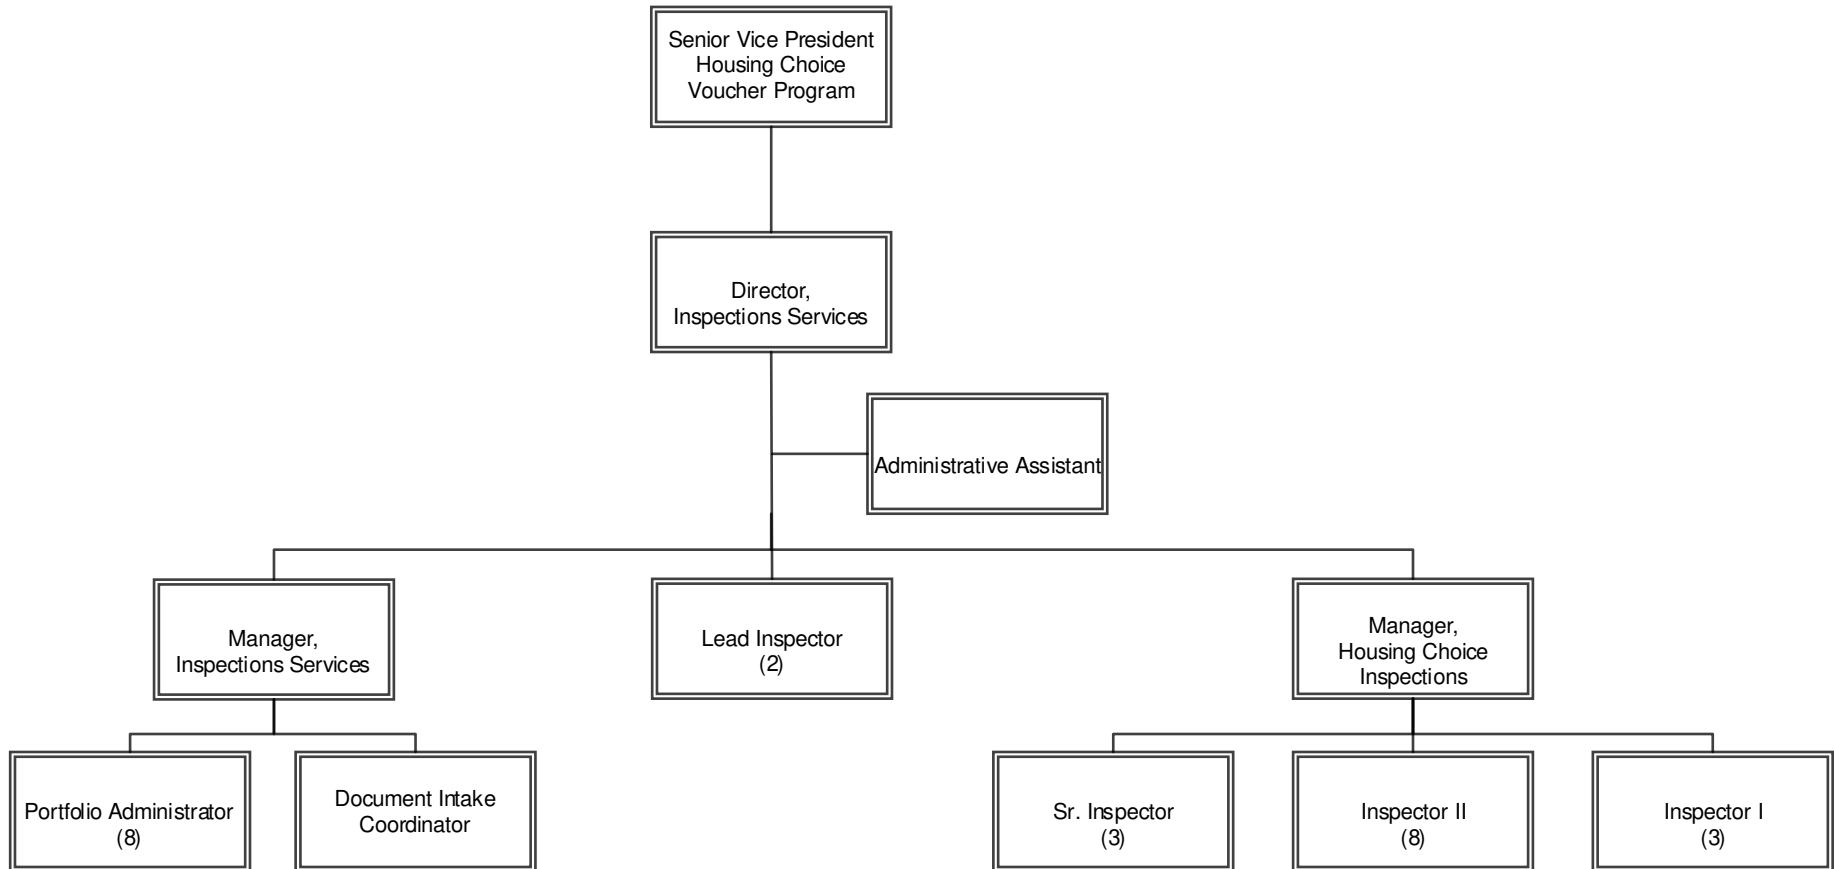 Senior Vice President
Housing Choice
Voucher Program
Director,
Inspections Services
Administrative Assistant
Manager,
Inspections Services
Lead Inspector
(2)
Manager,
Housing Choice
Inspections
Portfolio Administrator
(8)
Document Intake
Coordinator
Sr. Inspector
(3)
Inspector II
(8)
Inspector I
(3)